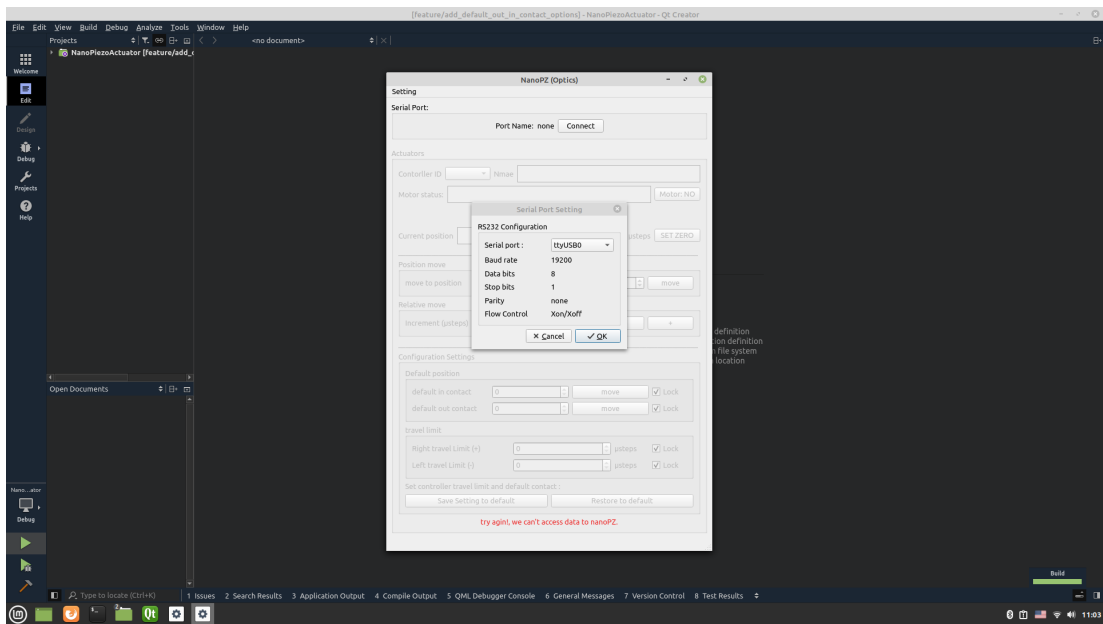 [feature/add_default_out_in_contact_options] - NanoPiezoActuator - Qt Creator
File Edit View Build Debug Analyze Tools Window Help
Projects
<no document>
NanoPiezoActuator [feature/add_c
Welcome
Edit
Design
Debug
Projects
Help
NanoPZ (Optics)
Setting
Serial Port:
Port Name: none Connect
Actuators
Contorller ID Nmae
Motor status: Motor: NO
Current position µsteps SET ZERO
Position move
move to position move
Relative move
Increment (µsteps) +
Serial Port Setting
RS232 Configuration
Serial port : ttyUSB0
Baud rate 19200
Data bits 8
Stop bits 1
Parity none
Flow Control Xon/Xoff
Cancel OK
definition
ion definition
n file system
location
Configuration Settings
Default position
default in contact 0 move Lock
default out contact 0 move Lock
travel limit
Right travel Limit (+) 0 µsteps Lock
Left travel Limit (-) 0 µsteps Lock
Set controller travel limit and default contact :
Save Setting to default Restore to default
try agin!, we can't access data to nanoPZ.
Open Documents
Nano...ator
Debug
Build
Type to locate (Ctrl+K) 1 Issues 2 Search Results 3 Application Output 4 Compile Output 5 QML Debugger Console 6 General Messages 7 Version Control 8 Test Results
11:03